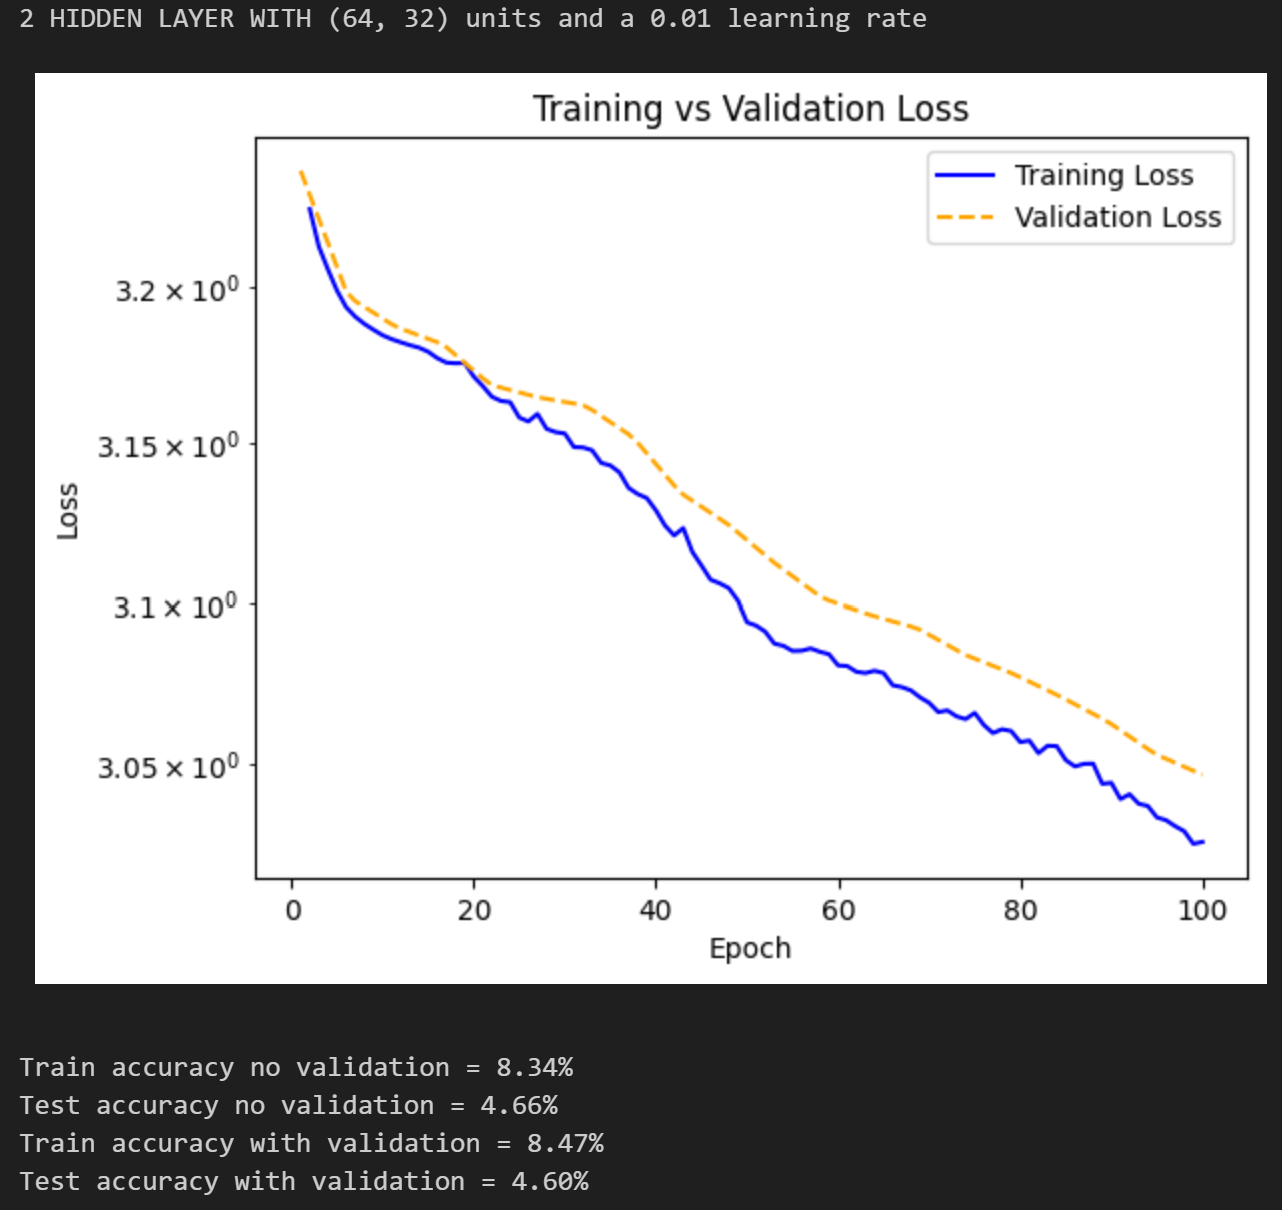 2 HIDDEN LAYER WITH (64, 32) units and a 0.01 learning rate
Training vs Validation Loss
Training Loss
Validation Loss
3.2 × 10⁰
3.15 × 10⁰
3.1 × 10⁰
3.05 × 10⁰
Loss
0 20 40 60 80 100
Epoch
Train accuracy no validation = 8.34%
Test accuracy no validation = 4.66%
Train accuracy with validation = 8.47%
Test accuracy with validation = 4.60%